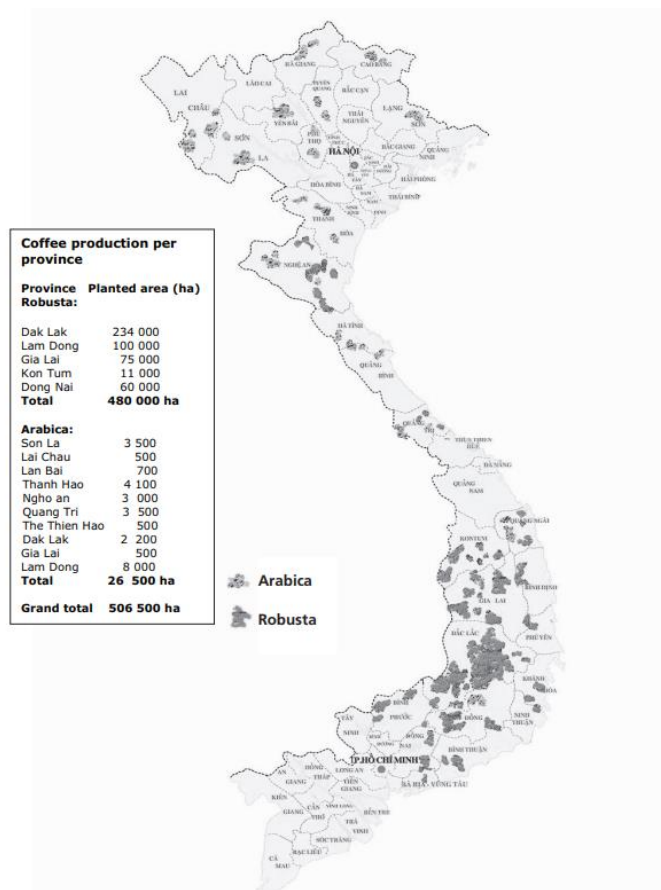 Coffee production per
province
Province Planted area (ha)
Robusta:
Dak Lak 234 000
Lam Dong 100 000
Gia Lai 75 000
Kon Tum 11 000
Dong Nai 60 000
Total 480 000 ha
Arabica:
Son La 3 500
Lai Chau 500
Lan Bai 700
Thanh Hao 4 100
Ngho an 3 000
Quang Tri 3 500
The Thien Hao 500
Dak Lak 2 200
Gia Lai 500
Lam Dong 8 000
Total 26 500 ha
Grand total 506 500 ha
Arabica
Robusta
HÀ GIANG
CAO BẰNG
LAI
CHÂU
LÀO CAI
TUYÊN
QUANG
BẮC CẠN
LẠNG
SƠN
YÊN BÁI
THÁI
NGUYÊN
PHÚ
THỌ
SƠN
LA
HÀ NỘI
BẮC GIANG
QUẢNG
NINH
HẢI PHÒNG
HÒA BÌNH
THÁI BÌNH
THANH
HÓA
NGHỆ AN
HÀ TĨNH
QUẢNG
BÌNH
QUẢNG
TRỊ
THỪA THIÊN
HUẾ
ĐÀ NẴNG
QUẢNG
NAM
QUẢNG NGÃI
KONTUM
GIA LAI
BÌNH ĐỊNH
ĐẮC LẮC
PHÚ YÊN
KHÁNH
HÒA
BÌNH
PHƯỚC
TÂY
NINH
ĐỒNG
NINH
THUẬN
ĐỒNG
NAI
BÌNH THUẬN
TP.HỒ CHÍ MINH
BÀ RỊA - VŨNG TÀU
LONG AN
ĐỒNG
THÁP
AN
GIANG
TIỀN
GIANG
KIÊN
GIANG
CẦN
THƠ
VĨNH LONG
BẾN TRE
TRÀ
VINH
SÓC TRĂNG
BẠC LIÊU
CÀ
MAU